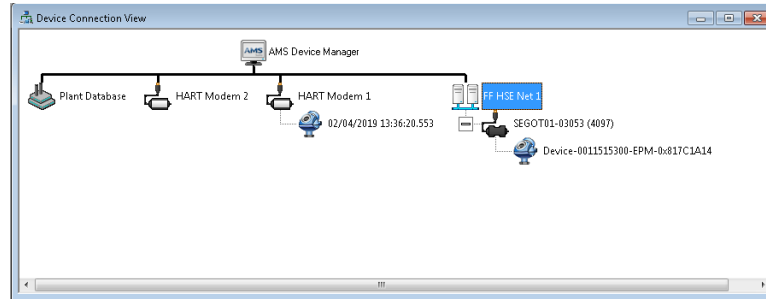 Device Connection View
AMS AMS Device Manager
Plant Database
HART Modem 2
HART Modem 1
FF HSE Net 1
02/04/2019 13:36:20.553
SEGOT01-03053 (4097)
Device-0011515300-EPM-0x817C1A14